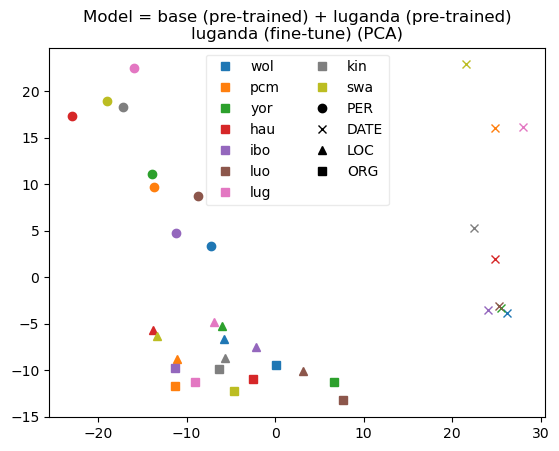 Model = base (pre-trained) + luganda (pre-trained)
luganda (fine-tune) (PCA)
wol
pcm
yor
hau
ibo
luo
lug
kin
swa
PER
DATE
LOC
ORG
20
15
10
5
0
−5
−10
−15
−20
−10
0
10
20
30